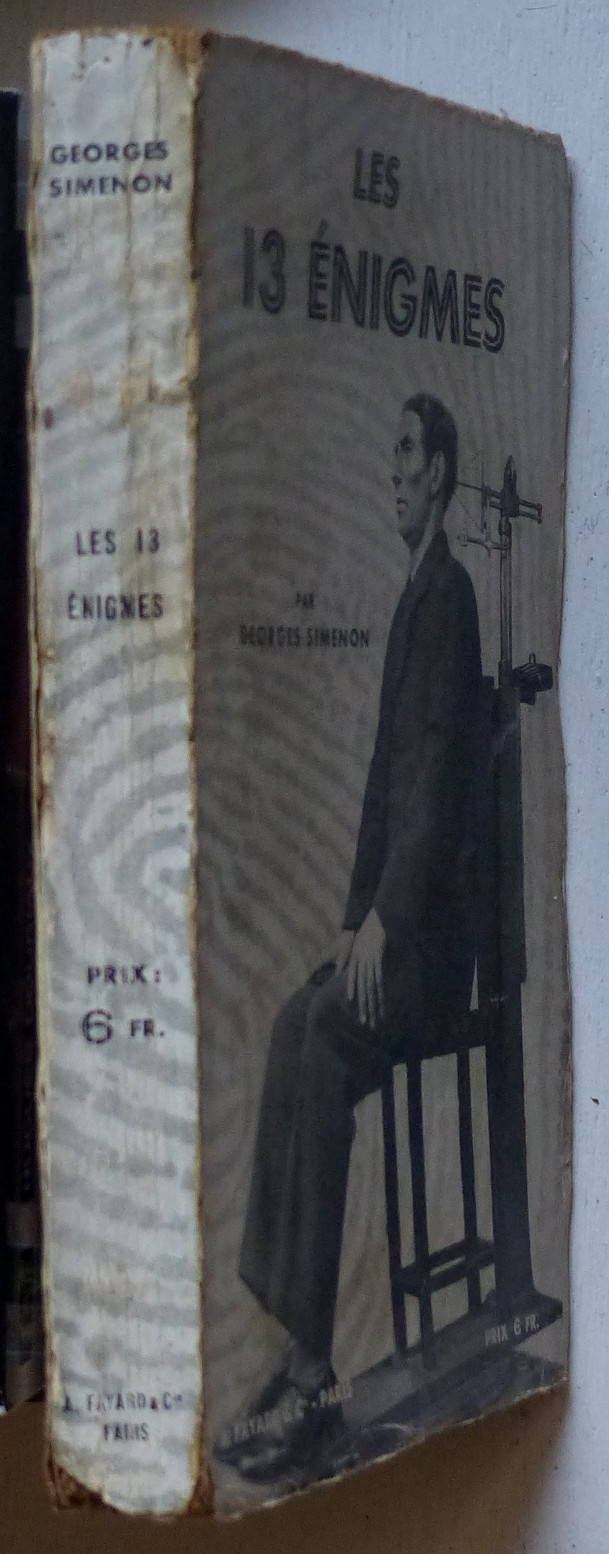 GEORGES
SIMENON
LES 13
ÉNIGMES
PRIX :
6 FR.
A. FAYARD & Cie
PARIS
LES
13 ÉNIGMES
PAR
GEORGES SIMENON
PRIX 6 FR.
FAYARD & Cie - PARIS